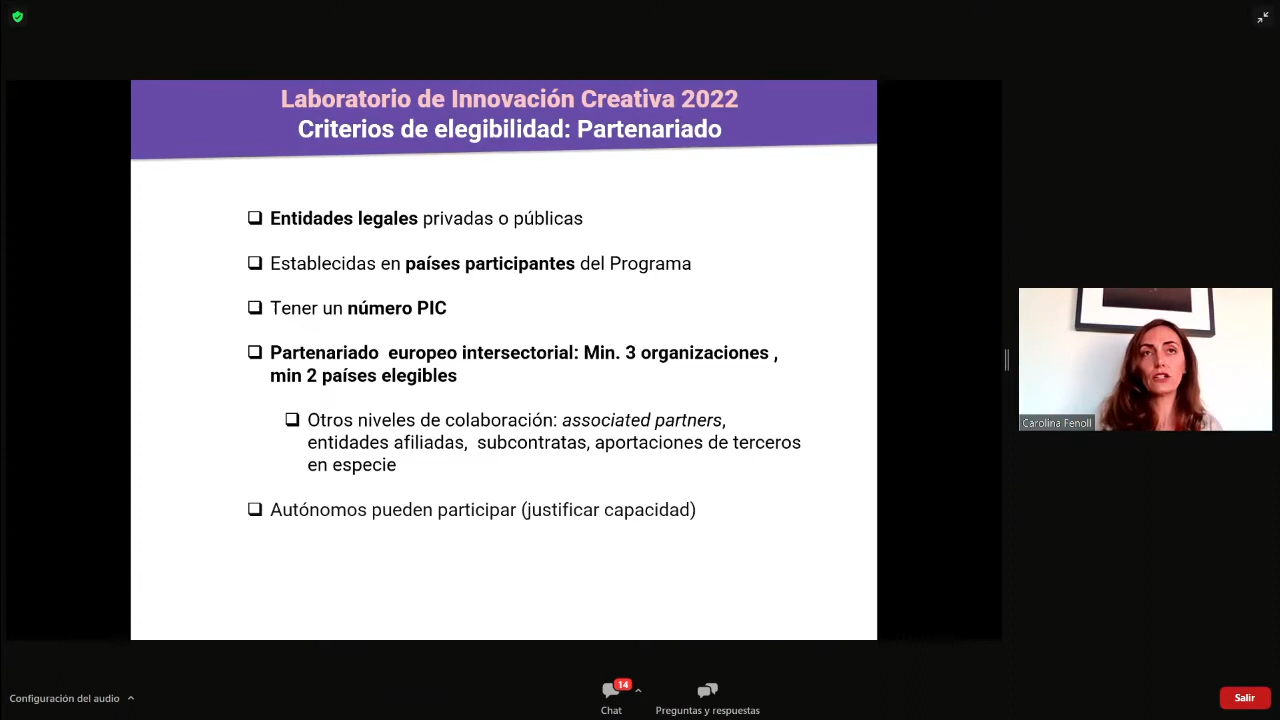 Laboratorio de Innovación Creativa 2022
Criterios de elegibilidad: Partenariado
Entidades legales privadas o públicas
Establecidas en países participantes del Programa
Tener un número PIC
Partenariado europeo intersectorial: Min. 3 organizaciones ,
min 2 países elegibles
Otros niveles de colaboración: associated partners,
entidades afiliadas, subcontratas, aportaciones de terceros
en especie
Autónomos pueden participar (justificar capacidad)
Carolina Fenoll
Configuración del audio
14
Chat
Preguntas y respuestas
Salir